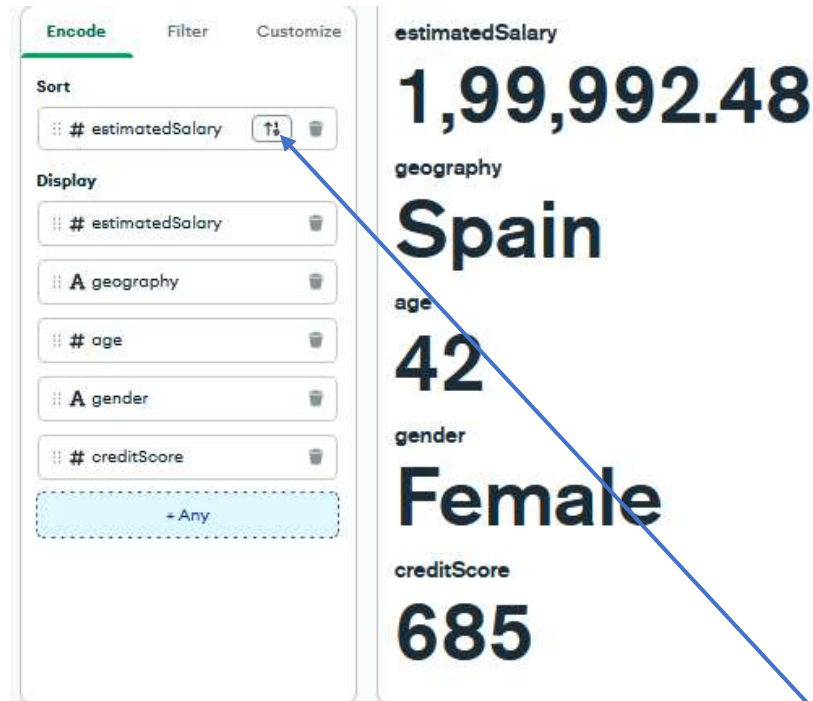 Encode Filter Customize
Sort
# estimatedSalary
Display
# estimatedSalary
A geography
# age
A gender
# creditScore
+ Any
estimatedSalary
1,99,992.48
geography
Spain
age
42
gender
Female
creditScore
685